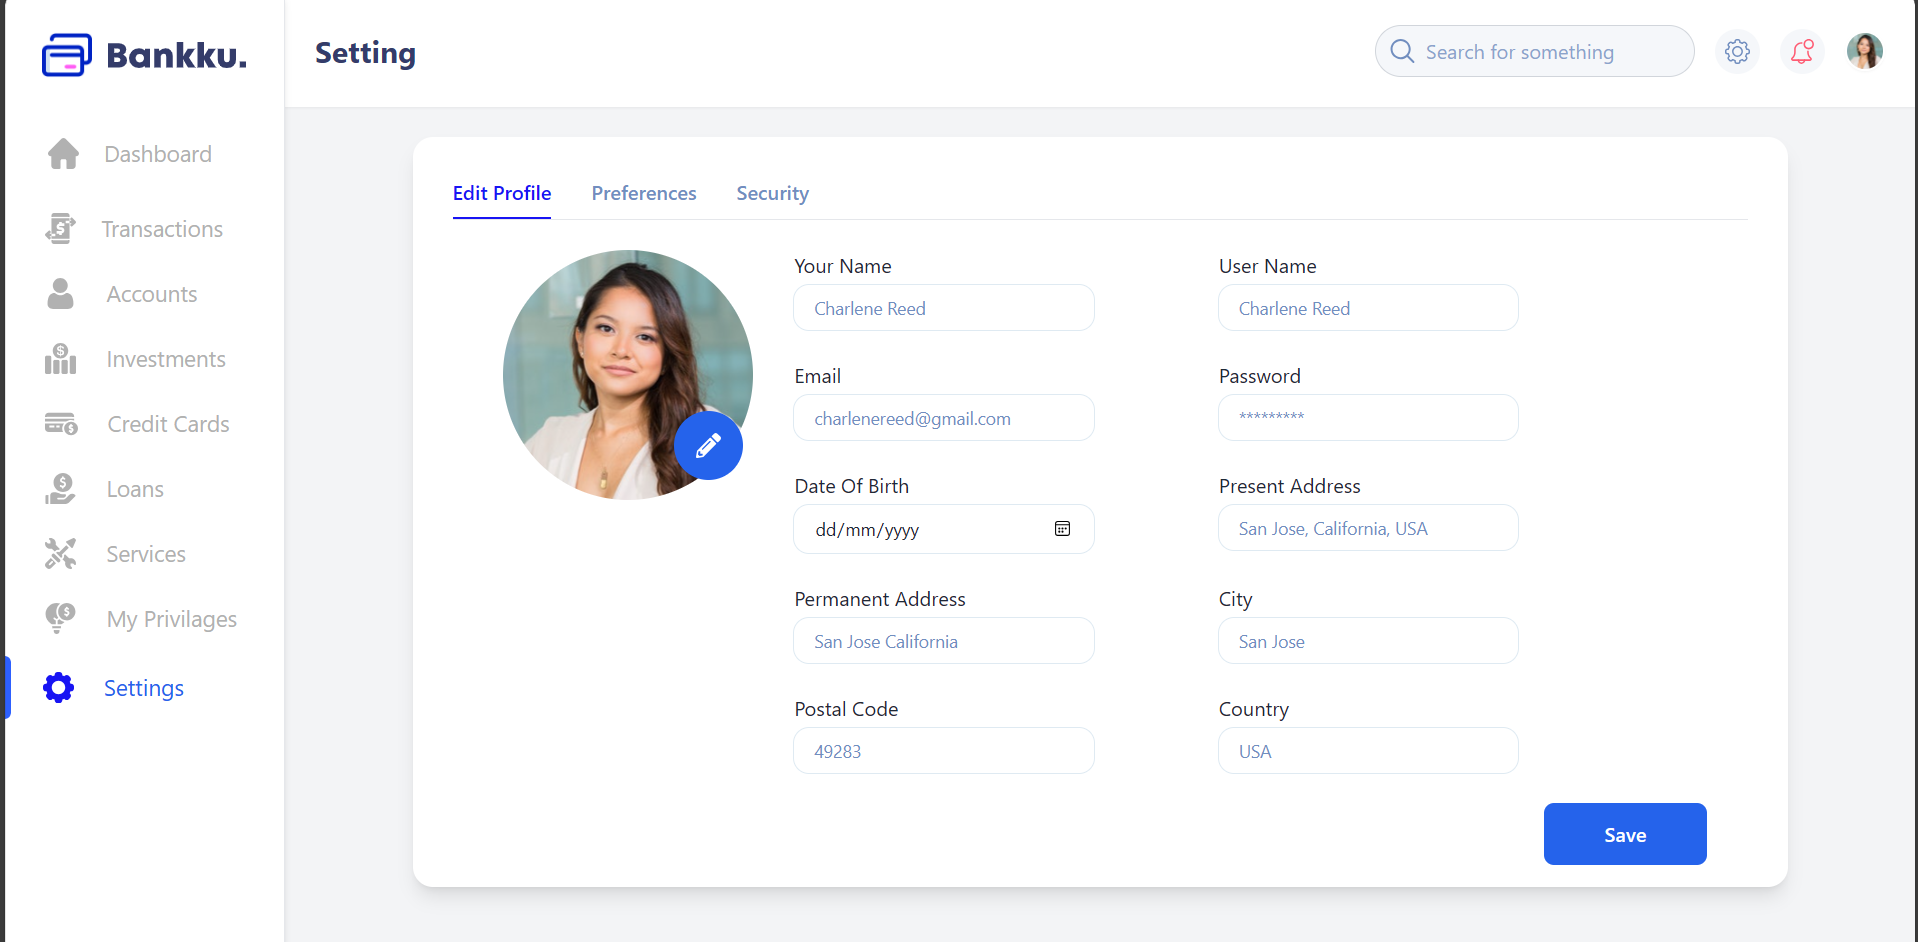 Bankku.
Setting
Search for something
Dashboard
Transactions
Accounts
Investments
Credit Cards
Loans
Services
My Privilages
Settings
Edit Profile
Preferences
Security
Your Name
Charlene Reed
User Name
Charlene Reed
Email
charlenereed@gmail.com
Password
*********
Date Of Birth
dd/mm/yyyy
Present Address
San Jose, California, USA
Permanent Address
San Jose California
City
San Jose
Postal Code
49283
Country
USA
Save